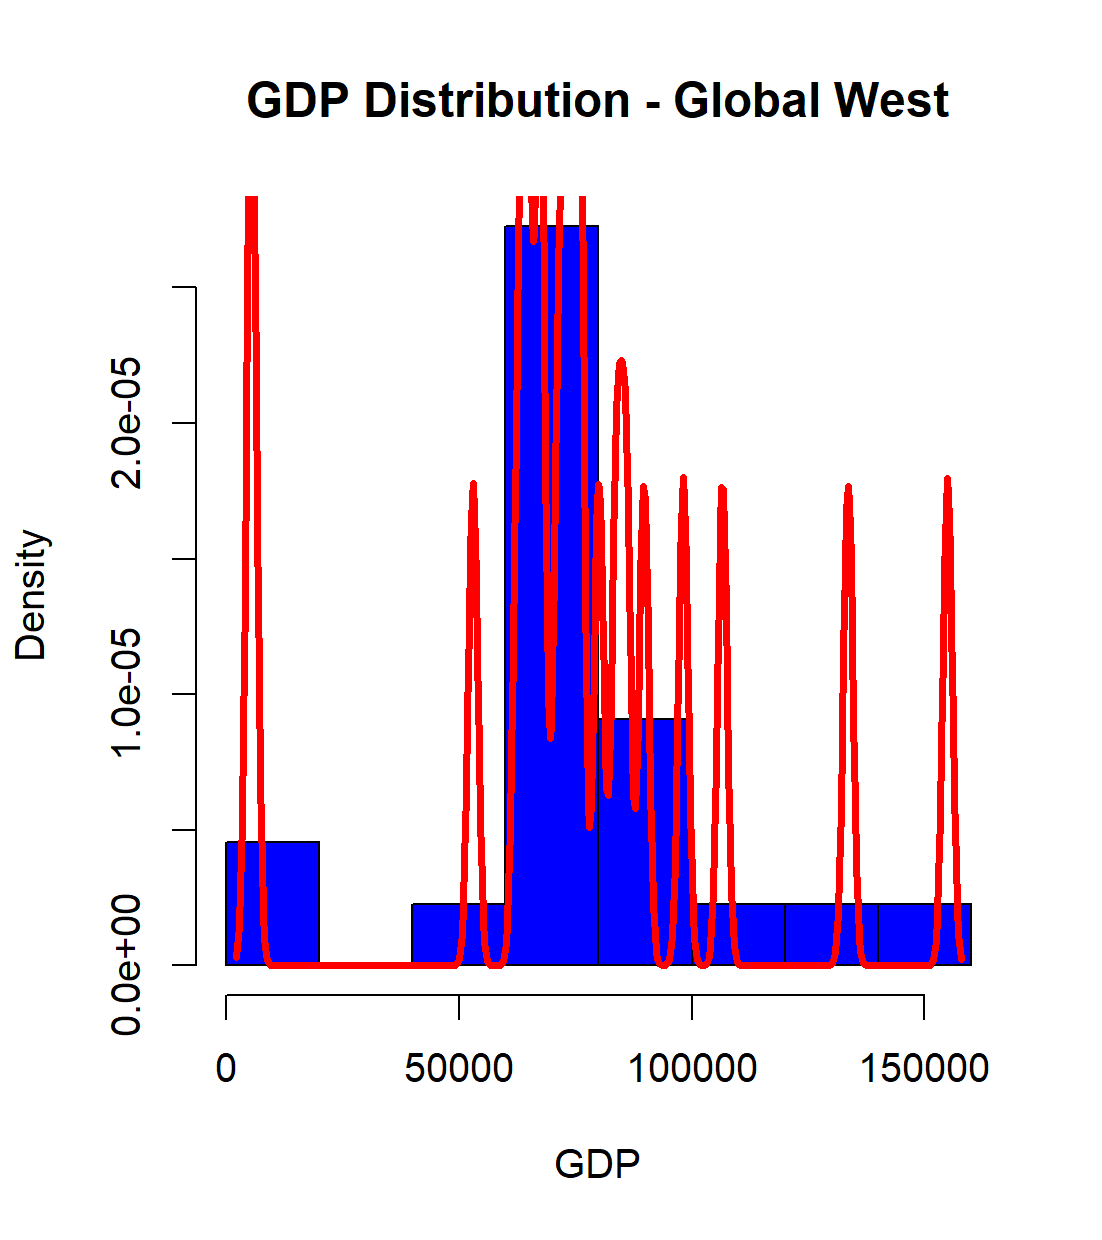 GDP Distribution - Global West
Density
2.0e-05
1.0e-05
0.0e+00
0 50000 100000 150000
GDP